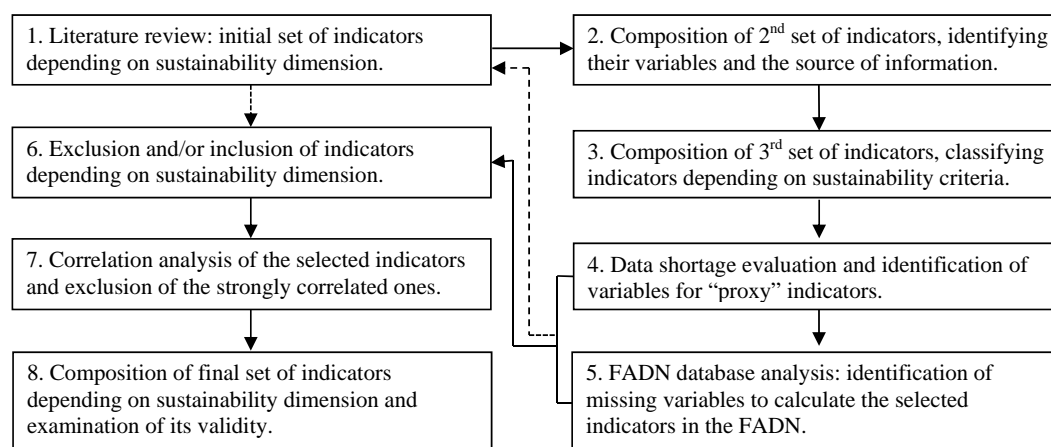 1. Literature review: initial set of indicators
depending on sustainability dimension.
2. Composition of 2nd set of indicators, identifying
their variables and the source of information.
3. Composition of 3rd set of indicators, classifying
indicators depending on sustainability criteria.
4. Data shortage evaluation and identification of
variables for “proxy” indicators.
5. FADN database analysis: identification of
missing variables to calculate the selected
indicators in the FADN.
6. Exclusion and/or inclusion of indicators
depending on sustainability dimension.
7. Correlation analysis of the selected indicators
and exclusion of the strongly correlated ones.
8. Composition of final set of indicators
depending on sustainability dimension and
examination of its validity.